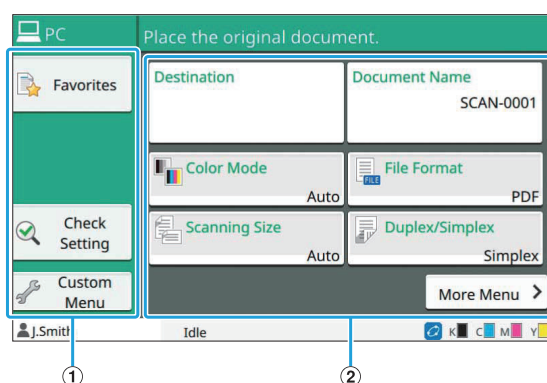 PC
Place the original document.
Favorites
Destination
Document Name
SCAN-0001
Color Mode
Auto
FILE
File Format
PDF
Check
Setting
Scanning Size
Auto
Duplex/Simplex
Simplex
Custom
Menu
More Menu >
J.Smith
Idle
K C M Y
1
2